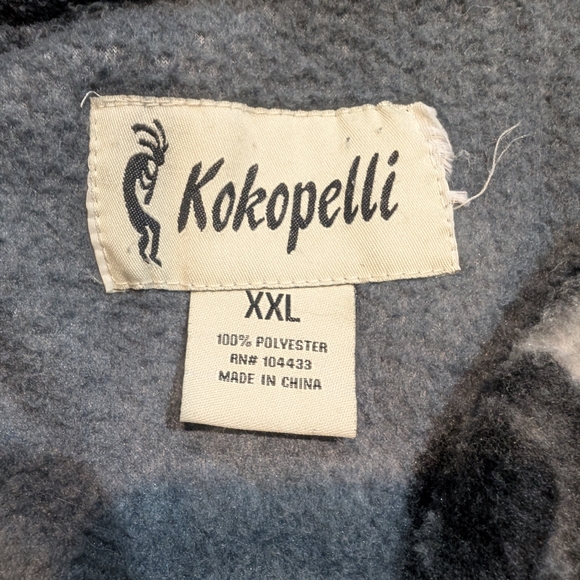 Kokopelli
XXL
100% POLYESTER
RN# 104433
MADE IN CHINA